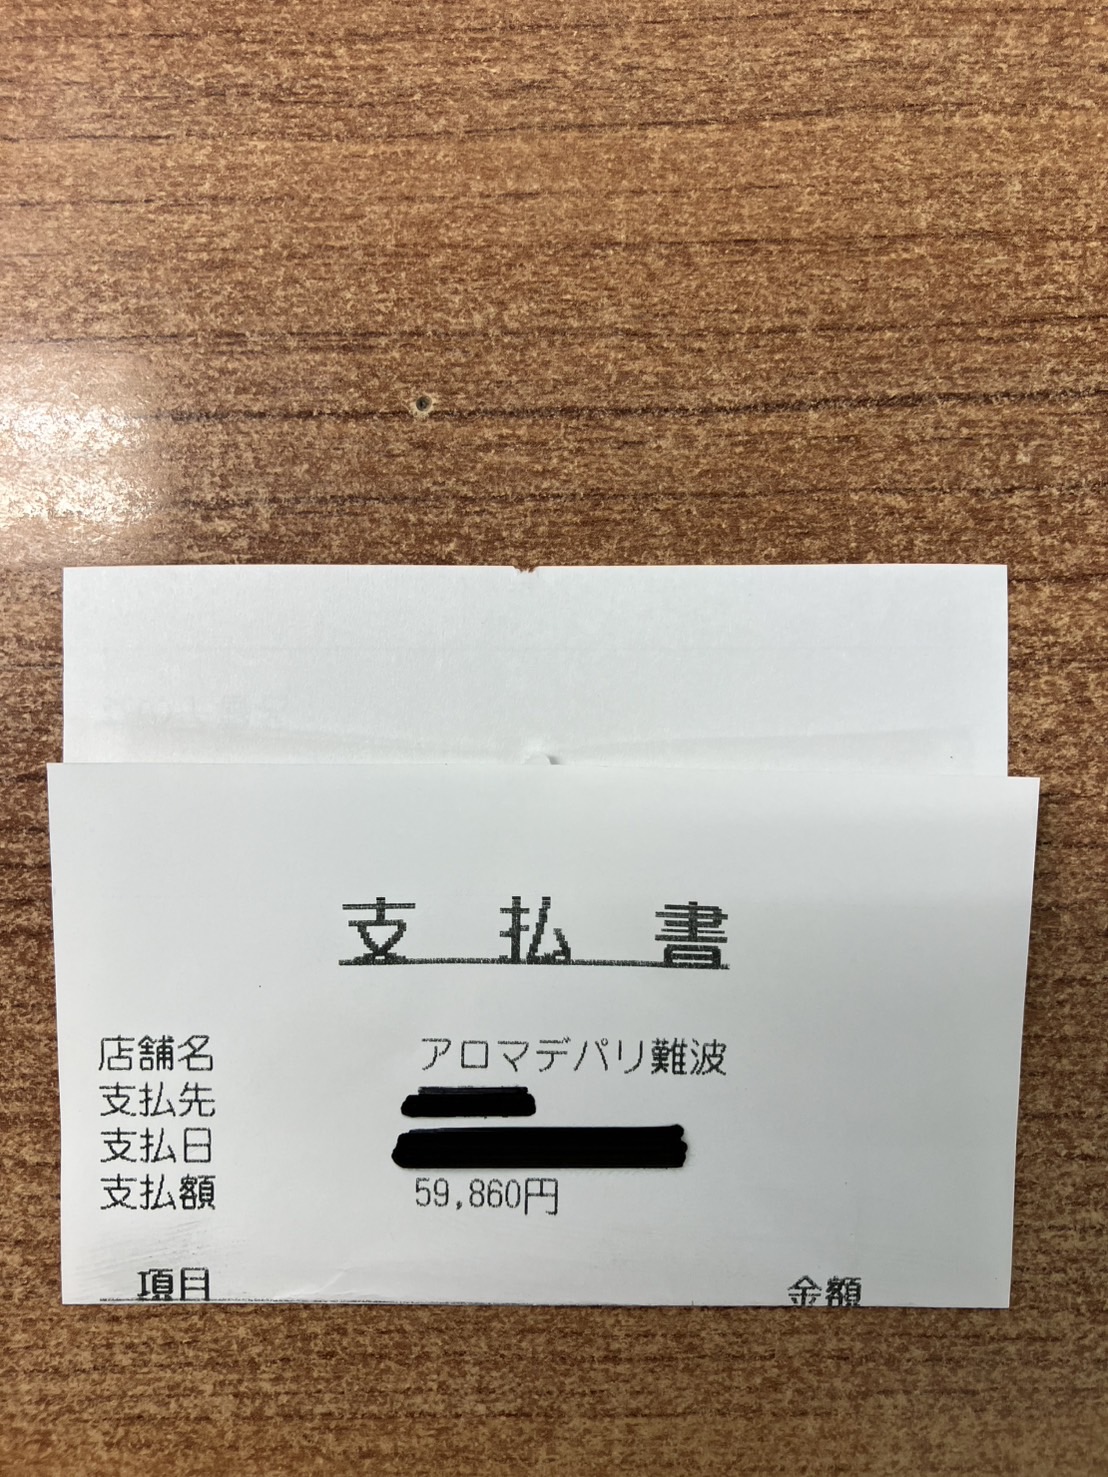 支払書
店舗名 アロマデパリ難波
支払先
支払日
支払額 59,860円
項目 金額